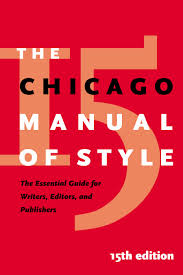 15
THE
CHICAGO
MANUAL
OF STYLE
The Essential Guide for
Writers, Editors, and
Publishers
15th edition